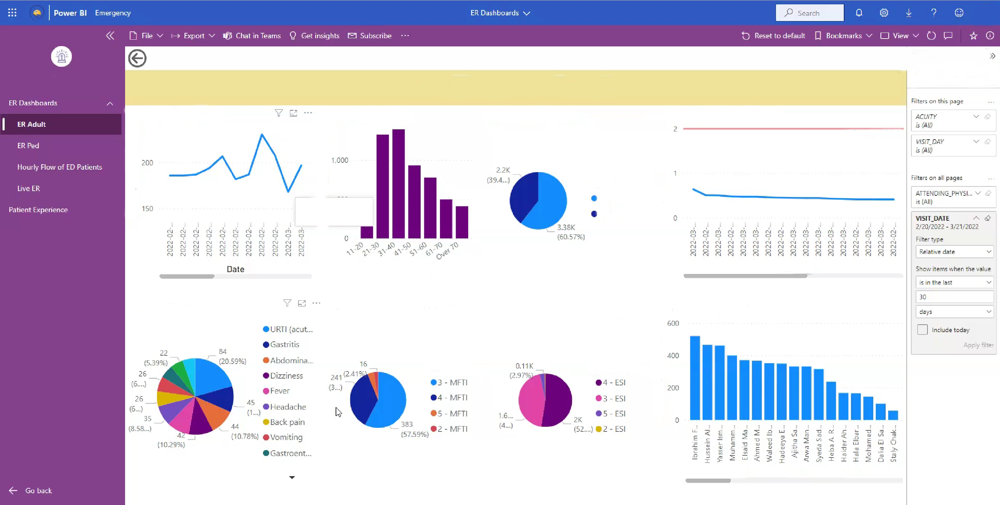 Power BI Emergency
ER Dashboards
Search
File
Export
Chat in Teams
Get insights
Subscribe
Reset to default
Bookmarks
View
ER Dashboards
ER Adult
ER Ped
Hourly Flow of ED Patients
Live ER
Patient Experience
Go back
200
150
2022-02-...
2022-02-...
2022-02-...
2022-02-...
2022-02-...
2022-02-...
2022-02-...
2022-02-...
2022-02-...
2022-03-...
2022-03-...
Date
1,000
0
11-20
21-30
31-40
41-50
51-60
61-70
Over 70
2.2K
(39.4...)
3.38K
(60.57%)
2
1
0
2022-03-...
2022-02-...
2022-03-...
2022-02-...
2022-03-...
2022-03-...
2022-02-...
2022-02-...
2022-03-...
2022-03-...
2022-03-...
2022-03-...
2022-03-...
2022-02-...
2022-03-...
2022-03-...
2022-02-...
22
(5.39%)
26
(6....)
26
(6...)
35
(8.58...)
42
(10.29%)
84
(20.59%)
45
(1...)
44
(10.78%)
URTI (acut...
Gastritis
Abdomina...
Dizziness
Fever
Headache
Back pain
Vomiting
Gastroent...
16
(2.41%)
241
(3...)
383
(57.59%)
3 - MFTI
4 - MFTI
5 - MFTI
2 - MFTI
0.11K
(2.97%)
1.6...
(4...)
2K
(52....)
4 - ESI
3 - ESI
5 - ESI
2 - ESI
600
400
200
0
Ibrahim F...
Hussein Al...
Yasser Ism...
Muhamm...
Elsaid Ma...
Ahmed M...
Waleed Ib...
Hadeeya E...
Ajitha Sa...
Arwa Man...
Syeda Sad...
Heba A. R...
Haider Ah...
Hala Elbar...
Mohamed...
Dalia El Sa...
Staly Chak...
Filters on this page
ACUITY
is (All)
VISIT_DAY
is (All)
Filters on all pages
ATTENDING_PHYSI...
is (All)
VISIT_DATE
2/20/2022 - 3/21/2022
Filter type
Relative date
Show items when the value
is in the last
30
days
Include today
Apply filter